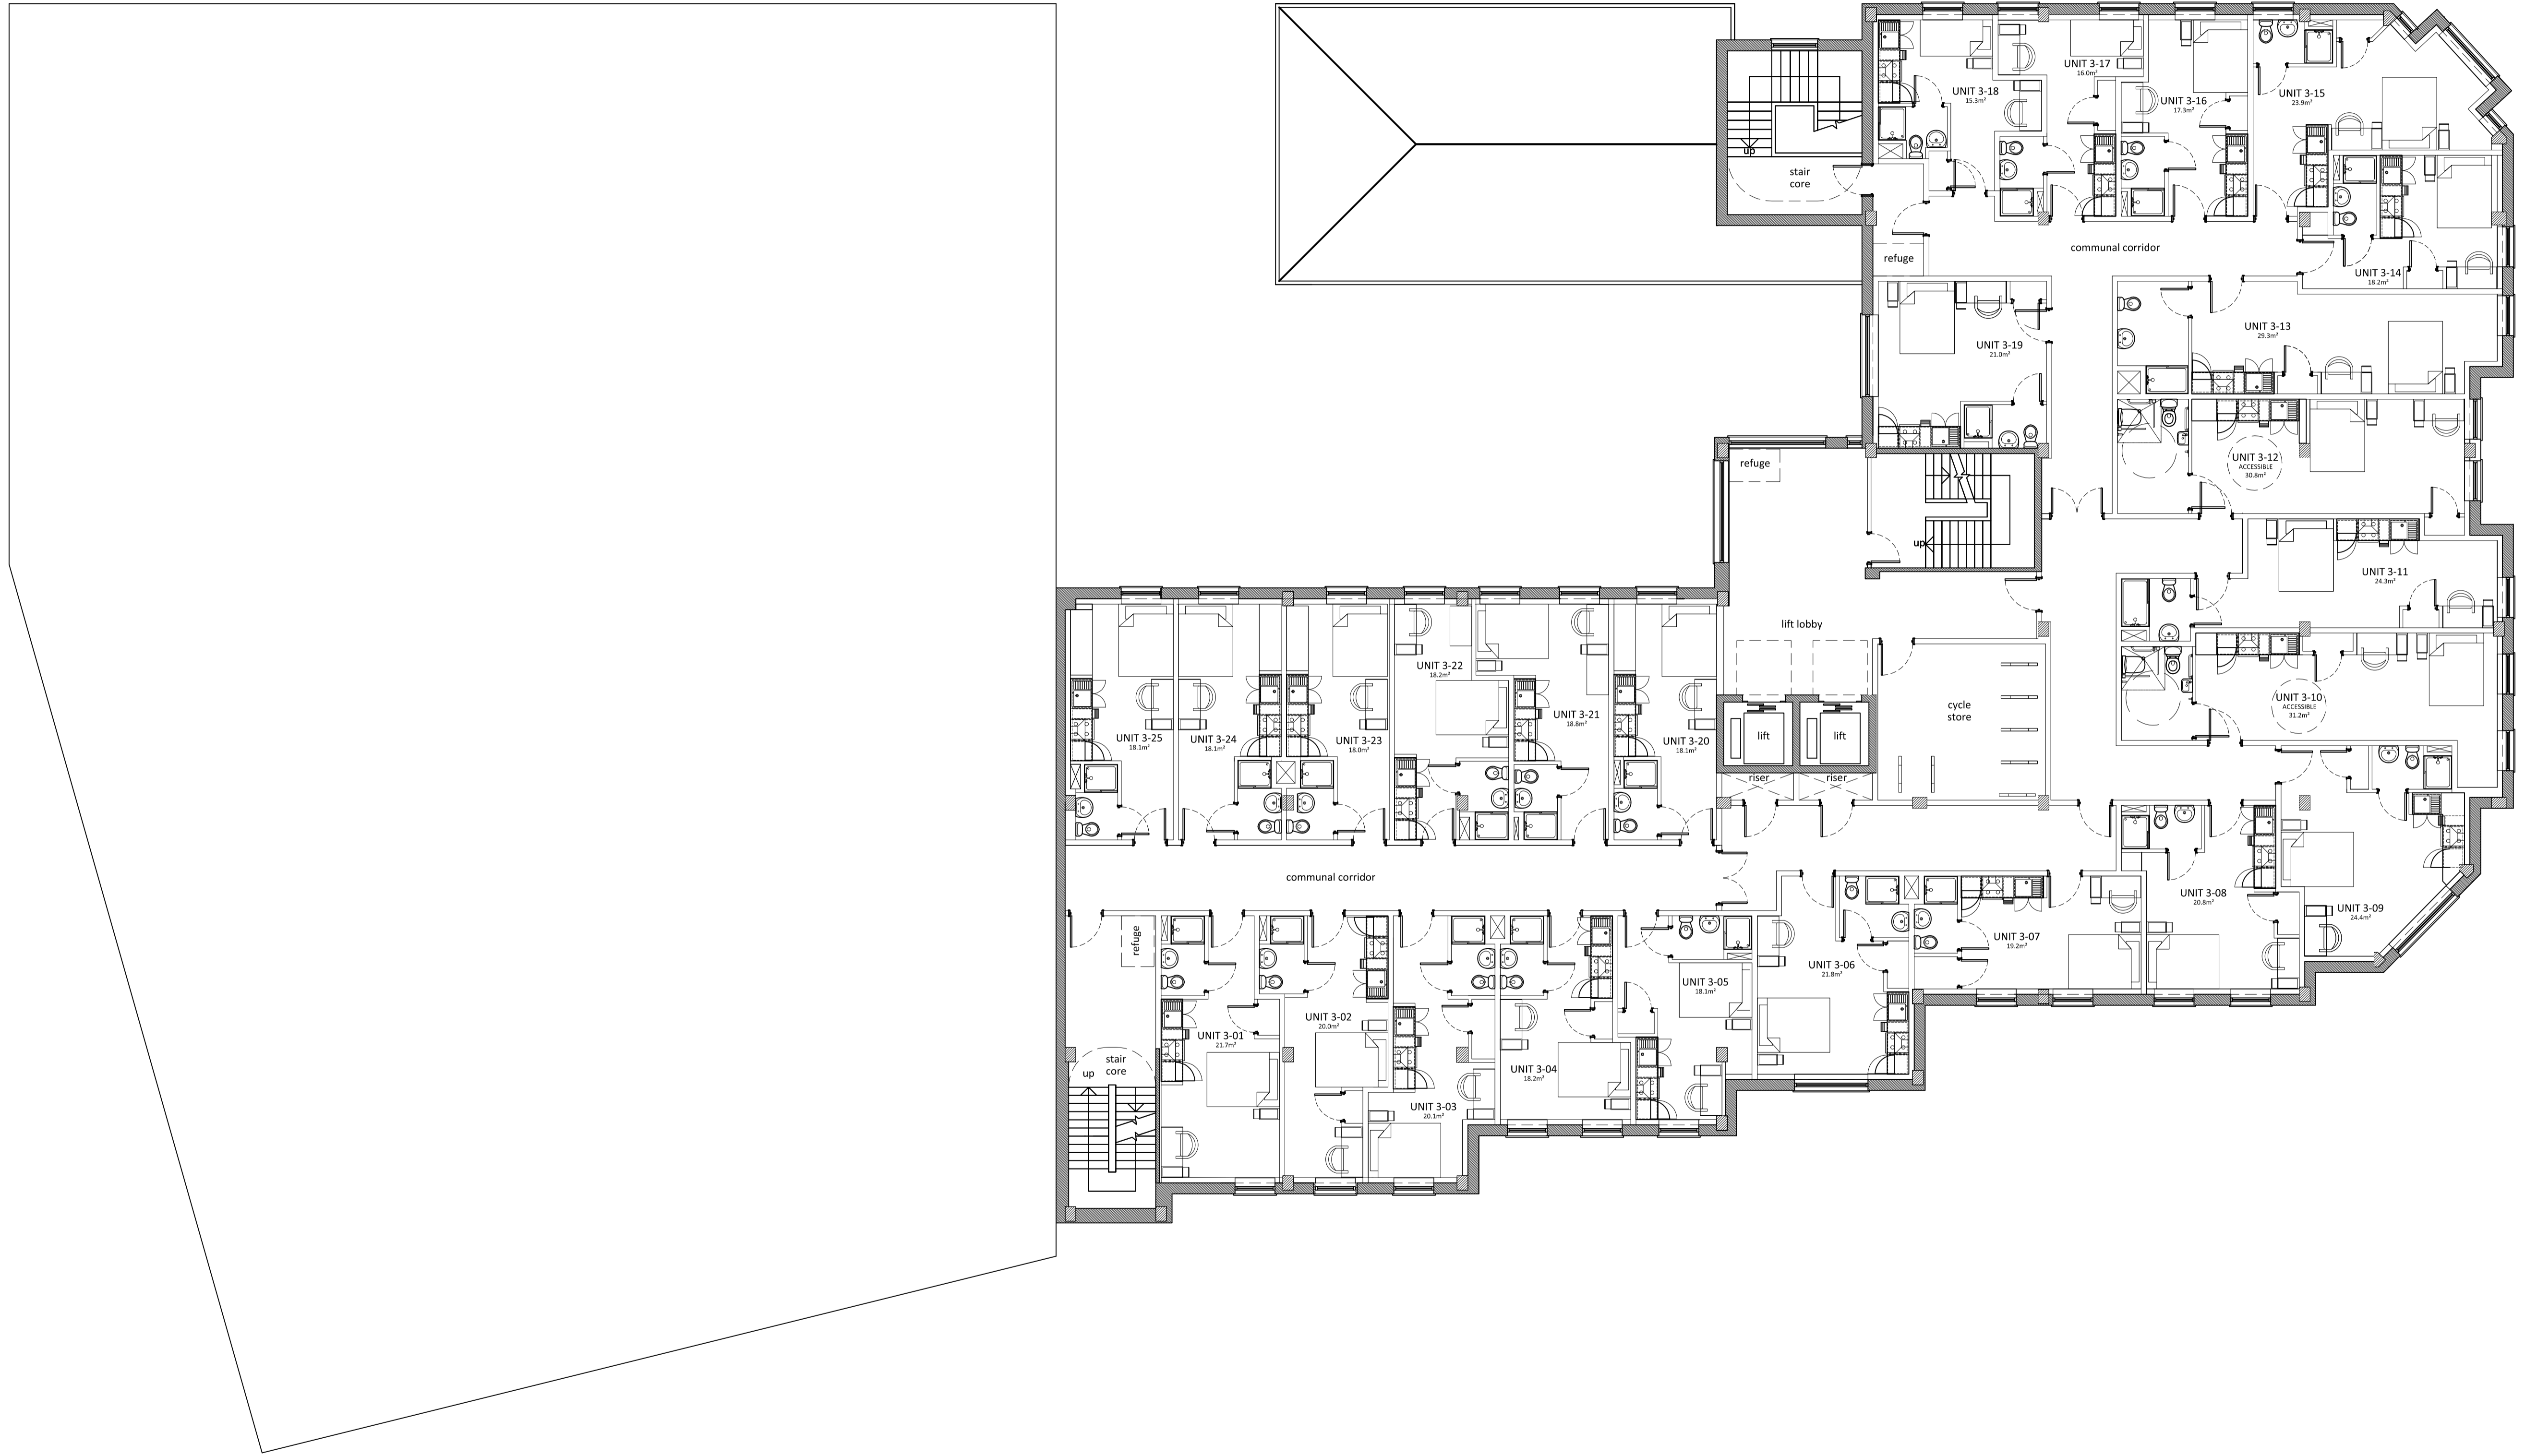 UNIT 3-18
15.3m²
UNIT 3-17
16.0m²
UNIT 3-16
17.3m²
UNIT 3-15
23.9m²
up
stair
core
communal corridor
refuge
UNIT 3-14
18.2m²
UNIT 3-13
29.3m²
UNIT 3-19
21.0m²
refuge
UNIT 3-12
ACCESSIBLE
30.8m²
up
UNIT 3-11
24.3m²
lift lobby
UNIT 3-10
ACCESSIBLE
31.2m²
cycle
store
UNIT 3-25
18.1m²
UNIT 3-24
18.1m²
UNIT 3-23
18.0m²
UNIT 3-22
18.2m²
UNIT 3-21
18.8m²
UNIT 3-20
18.1m²
lift
lift
riser
riser
communal corridor
UNIT 3-08
20.8m²
UNIT 3-09
24.4m²
refuge
UNIT 3-07
19.2m²
UNIT 3-06
21.8m²
UNIT 3-05
18.1m²
UNIT 3-02
20.0m²
UNIT 3-01
21.7m²
stair
core
up
UNIT 3-04
18.2m²
UNIT 3-03
20.1m²